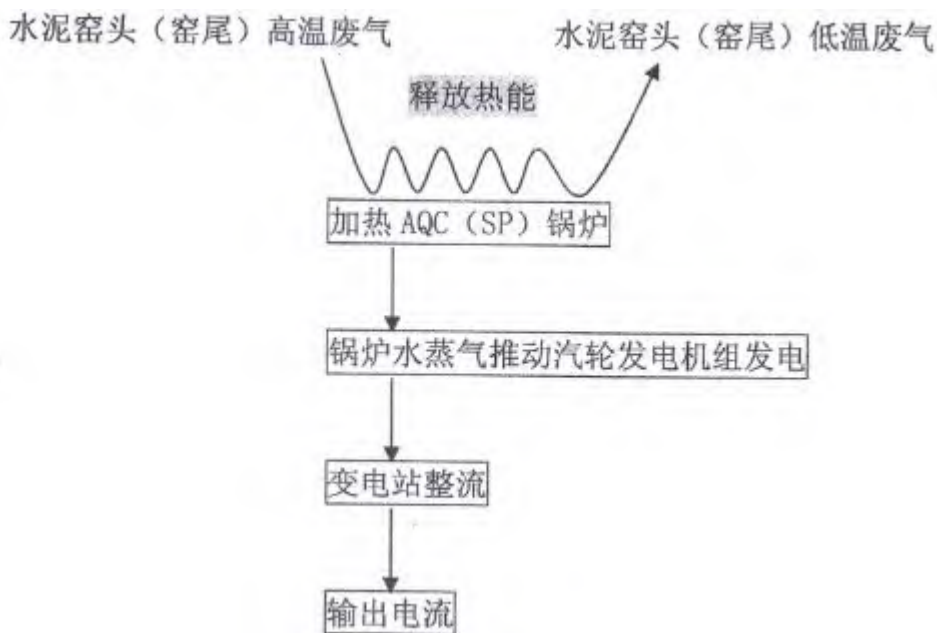 水泥窑头（窑尾）高温废气
水泥窑头（窑尾）低温废气
释放热能
加热 AQC（SP）锅炉
锅炉水蒸气推动汽轮发电机组发电
变电站整流
输出电流